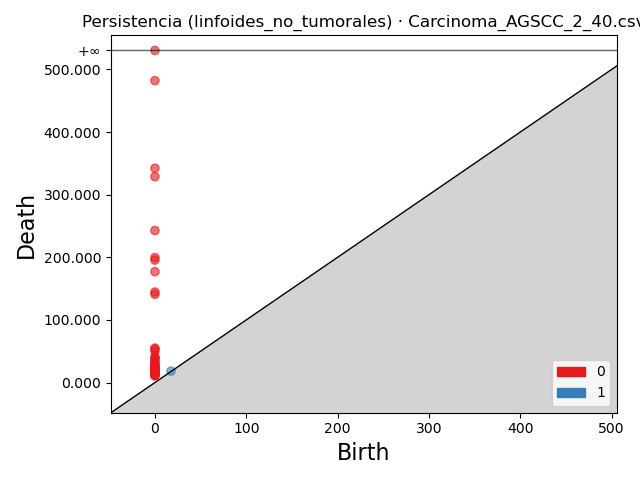 Persistencia (linfoides_no_tumorales) · Carcinoma_AGSCC_2_40.csv
+∞
500.000
400.000
300.000
200.000
100.000
0.000
Death
0
1
0 100 200 300 400 500
Birth